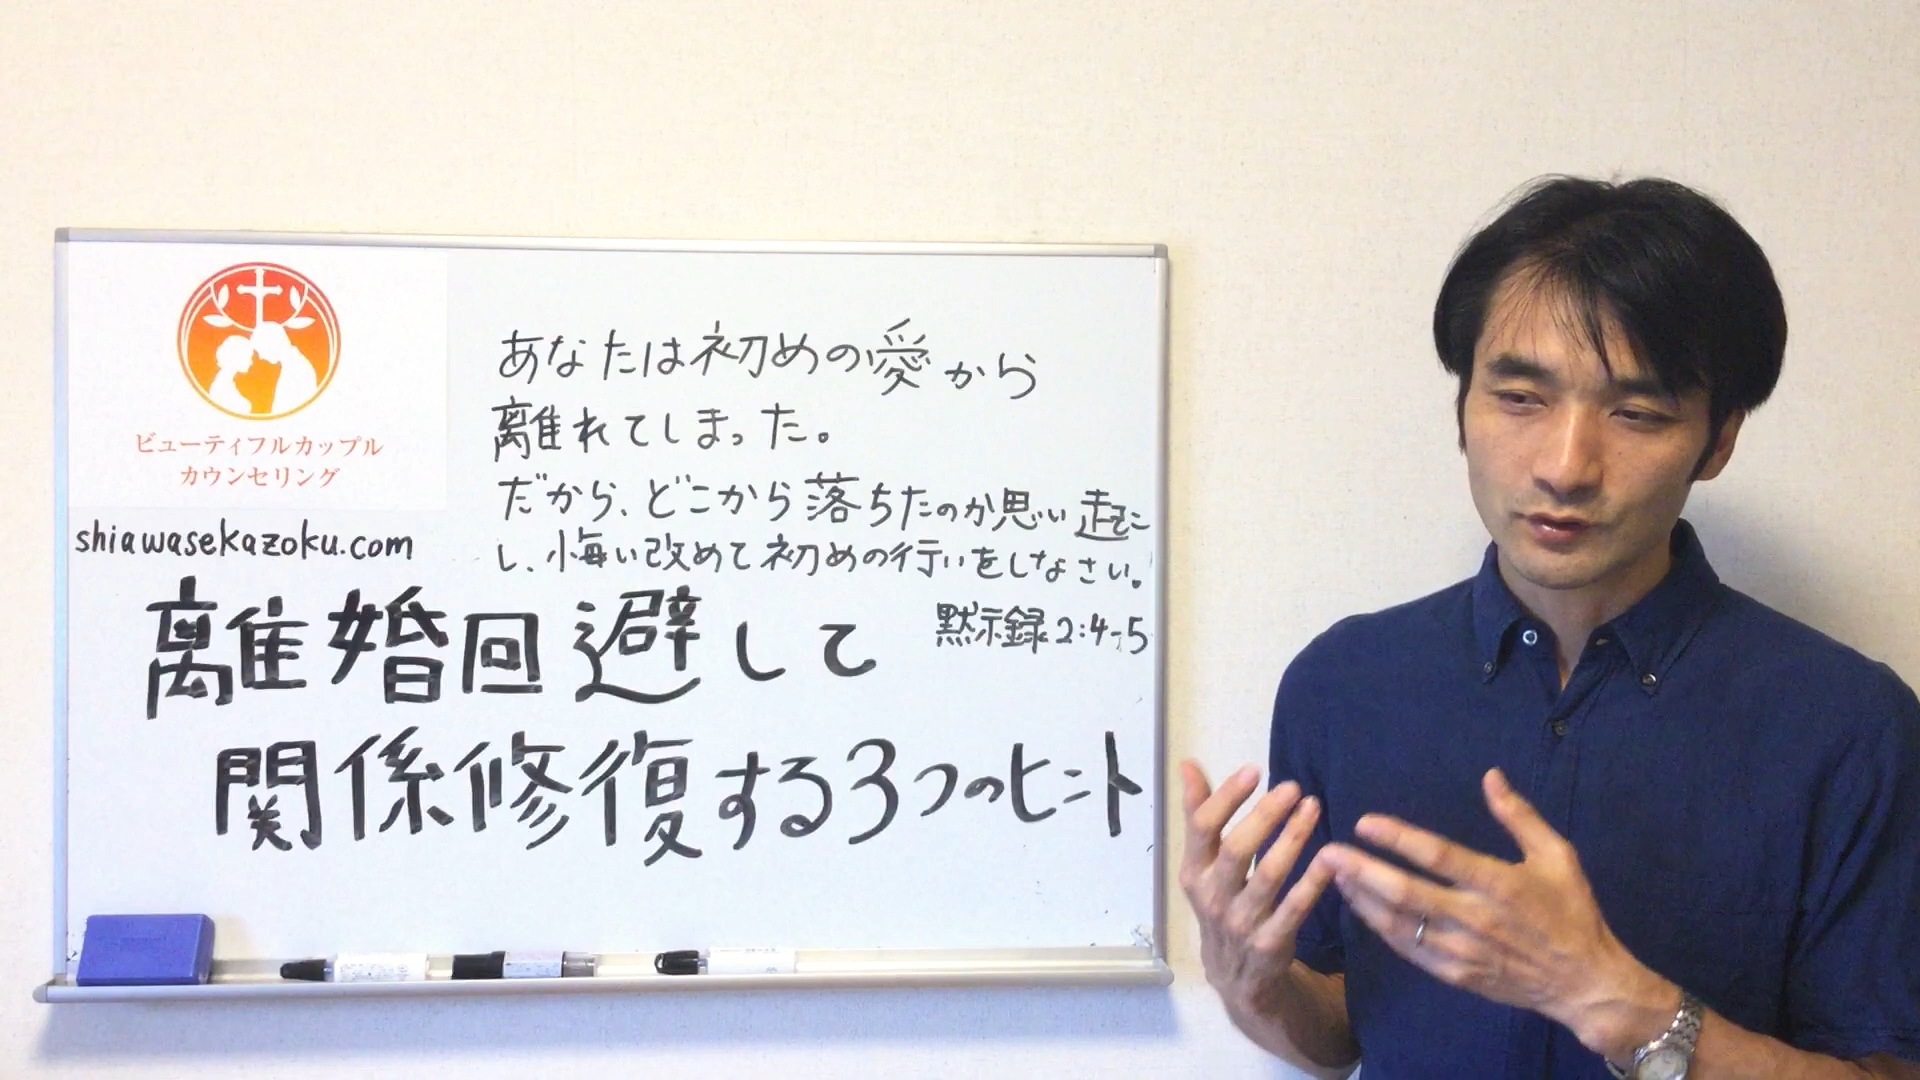 ビューティフルカップル
カウンセリング
shiawasekazoku.com
あなたは初めの愛から
離れてしまった。
だから、どこから落ちたのか思い起こ
し、悔い改めて初めの行いをしなさい。
黙示録2:4-5
離婚回避して
関係修復する3つのヒント